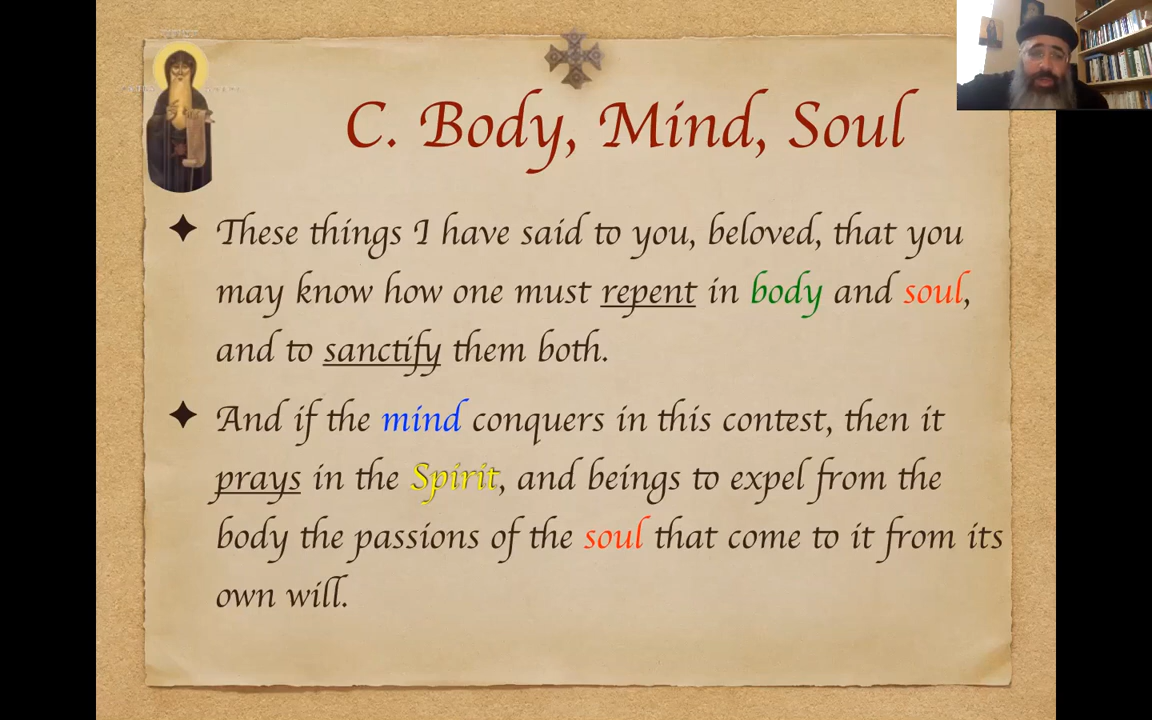 C. Body, Mind, Soul
These things I have said to you, beloved, that you
may know how one must repent in body and soul,
and to sanctify them both.
And if the mind conquers in this contest, then it
prays in the Spirit, and beings to expel from the
body the passions of the soul that come to it from its
own will.